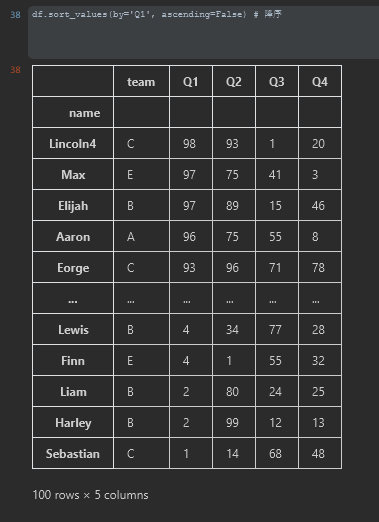 38 df.sort_values(by='Q1', ascending=False) # 降序
38
team Q1 Q2 Q3 Q4
name
Lincoln4 C 98 93 1 20
Max E 97 75 41 3
Elijah B 97 89 15 46
Aaron A 96 75 55 8
Eorge C 93 96 71 78
... ... ... ... ... ...
Lewis B 4 34 77 28
Finn E 4 1 55 32
Liam B 2 80 24 25
Harley B 2 99 12 13
Sebastian C 1 14 68 48
100 rows × 5 columns